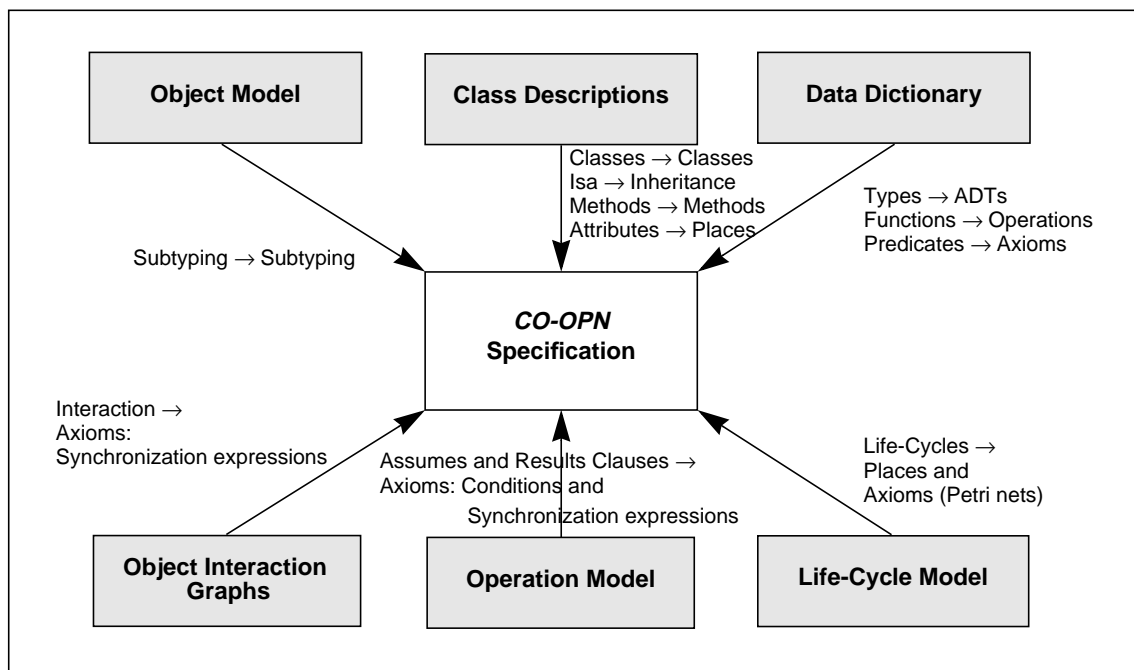 Object Model
Class Descriptions
Data Dictionary
Classes → Classes
Isa → Inheritance
Methods → Methods
Attributes → Places
Types → ADTs
Functions → Operations
Predicates → Axioms
Subtyping → Subtyping
CO-OPN
Specification
Interaction →
Axioms:
Synchronization expressions
Assumes and Results Clauses →
Axioms: Conditions and
Synchronization expressions
Life-Cycles →
Places and
Axioms (Petri nets)
Object Interaction
Graphs
Operation Model
Life-Cycle Model